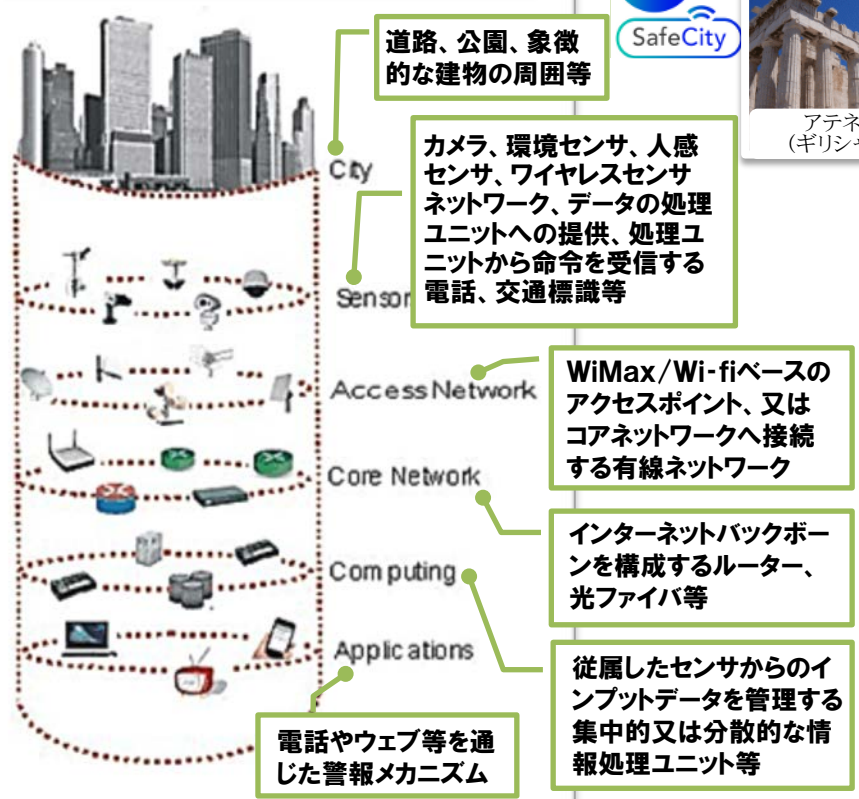 SafeCity
アテネ
(ギリシャ
道路、公園、象徴
的な建物の周囲等
City
カメラ、環境センサ、人感
センサ、ワイヤレスセンサ
ネットワーク、データの処理
ユニットへの提供、処理ユ
ニットから命令を受信する
電話、交通標識等
Sensor
Access Network
WiMax/Wi-fiベースの
アクセスポイント、又は
コアネットワークへ接続
する有線ネットワーク
Core Network
インターネットバックボー
ンを構成するルーター、
光ファイバ等
Computing
従属したセンサからのイ
ンプットデータを管理する
集中的又は分散的な情
報処理ユニット等
Applications
電話やウェブ等を通
じた警報メカニズム